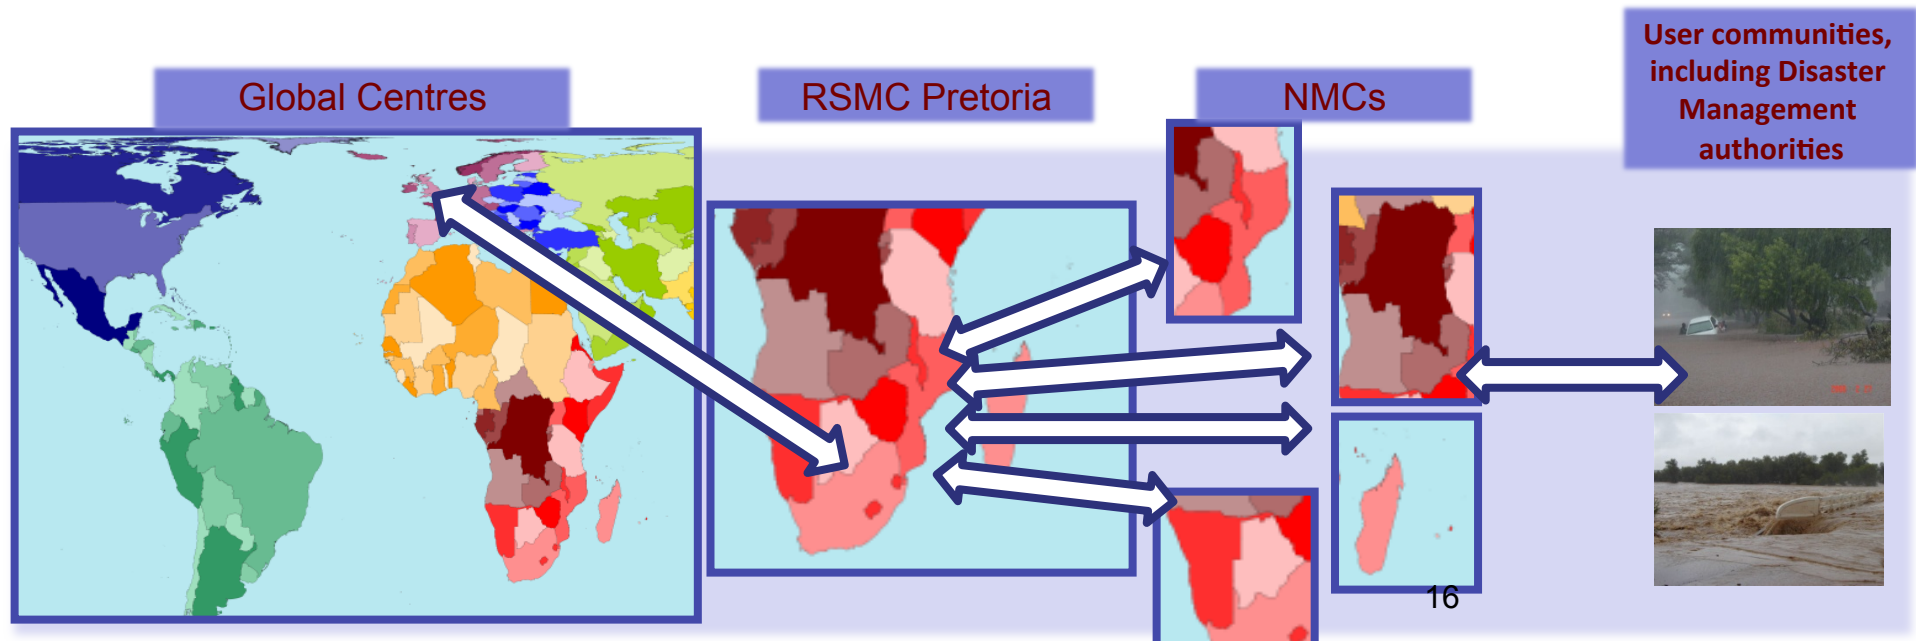 Global Centres
RSMC Pretoria
NMCs
User communities,
including Disaster
Management
authorities
16